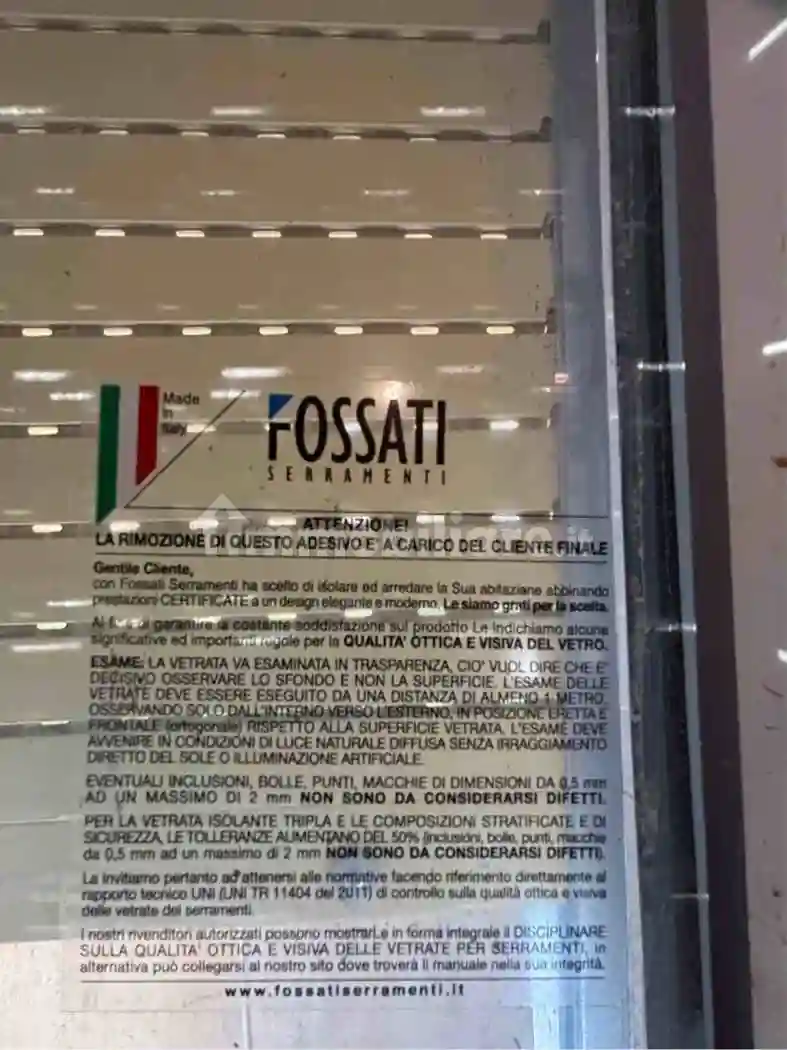 Made
in
Italy
FOSSATI
SERRAMENTI
ATTENZIONE!
LA RIMOZIONE DI QUESTO ADESIVO E' A CARICO DEL CLIENTE FINALE
Gentile Cliente,
con Fossati Serramenti ha scelto di isolare ed arredare la Sua abitazione abbinando
prestazioni CERTIFICATE a un design elegante e moderno. Le siamo grati per la scelta.
Al fine di garantire la costante soddisfazione sul prodotto Le indichiamo alcune
significative ed importanti regole per la QUALITA' OTTICA E VISIVA DEL VETRO.
ESAME: LA VETRATA VA ESAMINATA IN TRASPARENZA, CIO' VUOL DIRE CHE E'
DECISIVO OSSERVARE LO SFONDO E NON LA SUPERFICIE. L'ESAME DELLE
VETRATE DEVE ESSERE ESEGUITO DA UNA DISTANZA DI ALMENO 1 METRO,
OSSERVANDO SOLO DALL'INTERNO VERSO L'ESTERNO, IN POSIZIONE ERETTA E
FRONTALE (ortogonale) RISPETTO ALLA SUPERFICIE VETRATA. L'ESAME DEVE
AVVENIRE IN CONDIZIONI DI LUCE NATURALE DIFFUSA SENZA IRRAGGIAMENTO
DIRETTO DEL SOLE O ILLUMINAZIONE ARTIFICIALE.
EVENTUALI INCLUSIONI, BOLLE, PUNTI, MACCHIE DI DIMENSIONI DA 0,5 mm
AD UN MASSIMO DI 2 mm NON SONO DA CONSIDERARSI DIFETTI.
PER LA VETRATA ISOLANTE TRIPLA E LE COMPOSIZIONI STRATIFICATE E DI
SICUREZZA, LE TOLLERANZE AUMENTANO DEL 50% (inclusioni, bolle, punti, macchie
da 0,5 mm ad un massimo di 2 mm NON SONO DA CONSIDERARSI DIFETTI).
La invitiamo pertanto ad attenersi alle normative facendo riferimento direttamente al
rapporto tecnico UNI (UNI TR 11404 del 2011) di controllo sulla qualità ottica e visiva
delle vetrate dei serramenti.
I nostri rivenditori autorizzati possono mostrarLe in forma integrale il DISCIPLINARE
SULLA QUALITA' OTTICA E VISIVA DELLE VETRATE PER SERRAMENTI, in
alternativa può collegarsi al nostro sito dove troverà il manuale nella sua integrità.
www.fossatiserramenti.it